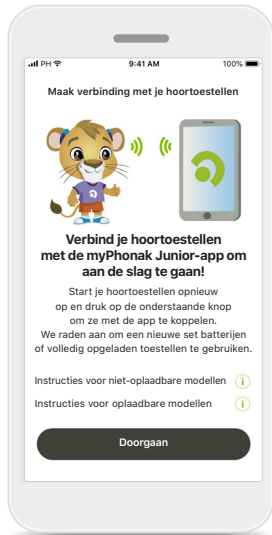 PH 9:41 AM 100%
Maak verbinding met je hoortoestellen
Verbind je hoortoestellen
met de myPhonak Junior-app om
aan de slag te gaan!
Start je hoortoestellen opnieuw
op en druk op de onderstaande knop
om ze met de app te koppelen.
We raden aan om een nieuwe set batterijen
of volledig opgeladen toestellen te gebruiken.
Instructies voor niet-oplaadbare modellen i
Instructies voor oplaadbare modellen i
Doorgaan